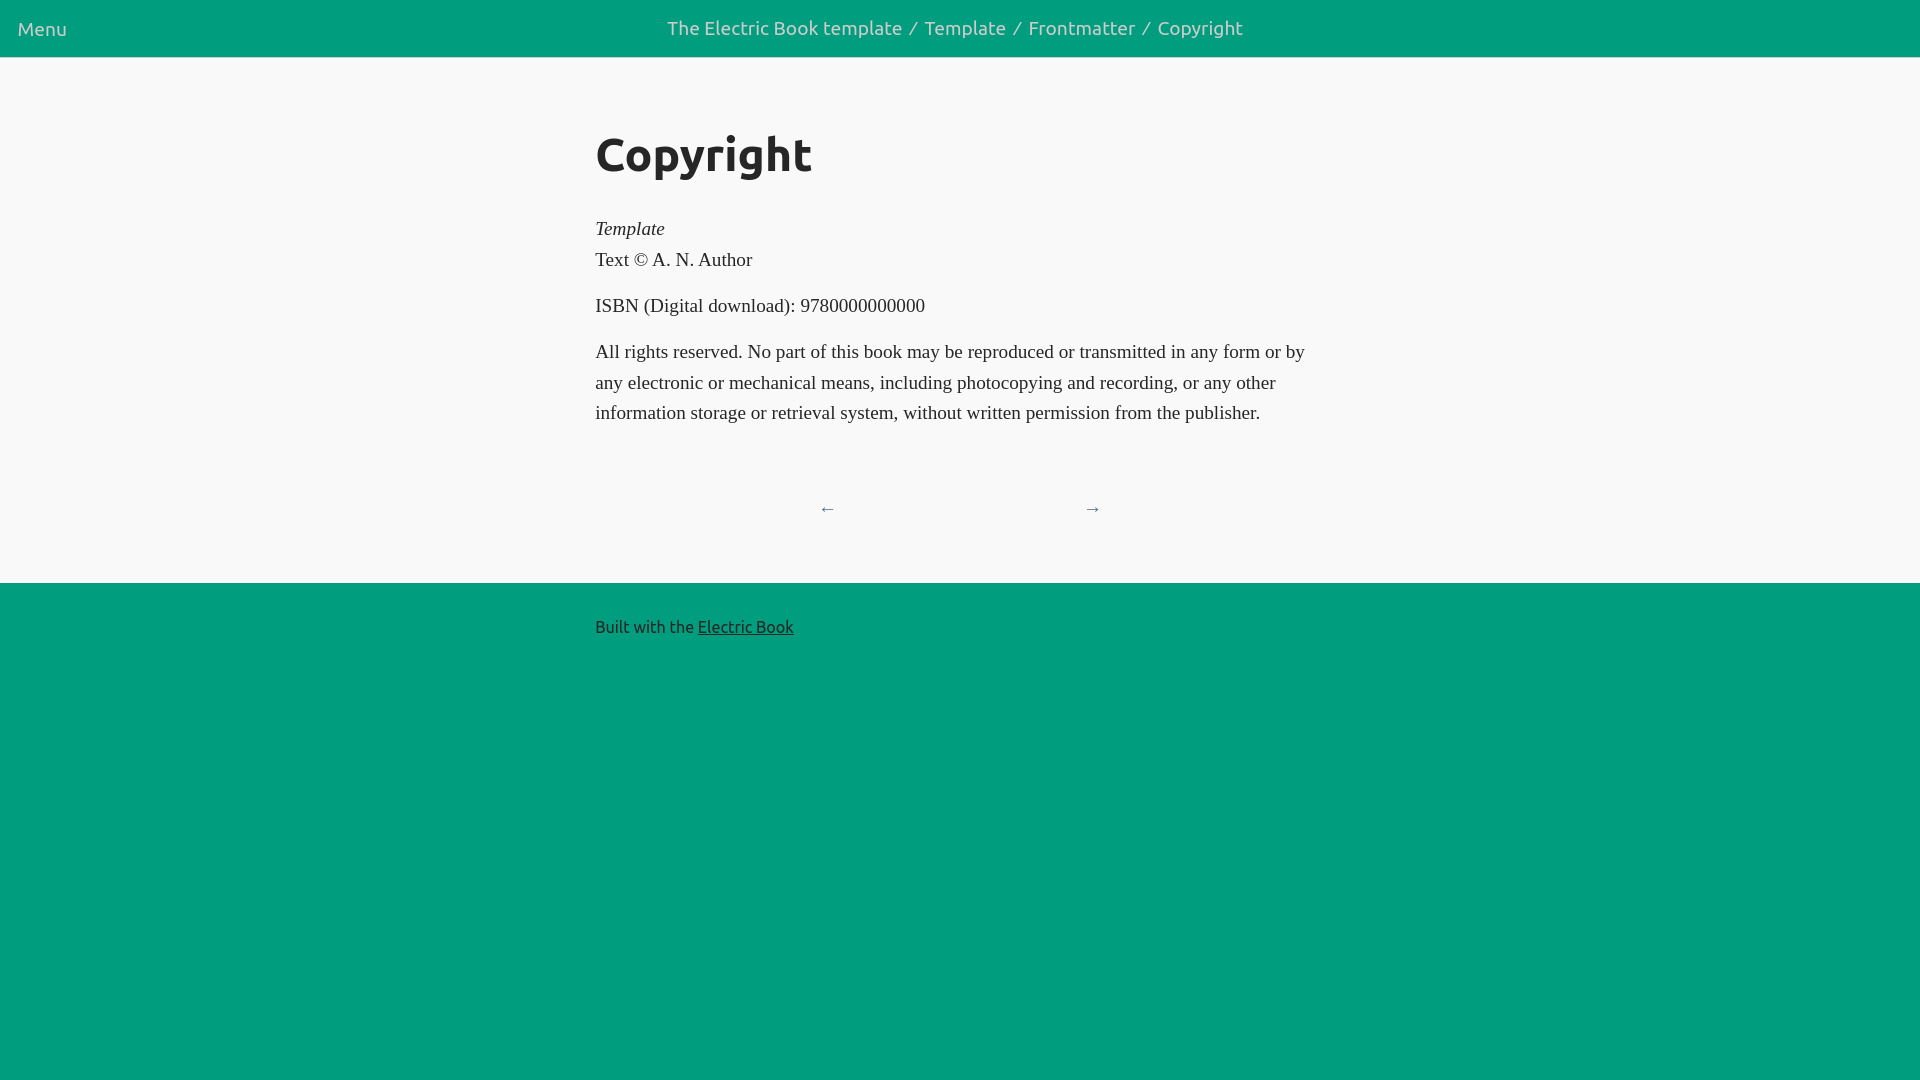 Menu
The Electric Book template / Template / Frontmatter / Copyright
Copyright
Template
Text © A. N. Author
ISBN (Digital download): 9780000000000
All rights reserved. No part of this book may be reproduced or transmitted in any form or by
any electronic or mechanical means, including photocopying and recording, or any other
information storage or retrieval system, without written permission from the publisher.
← →
Built with the Electric Book